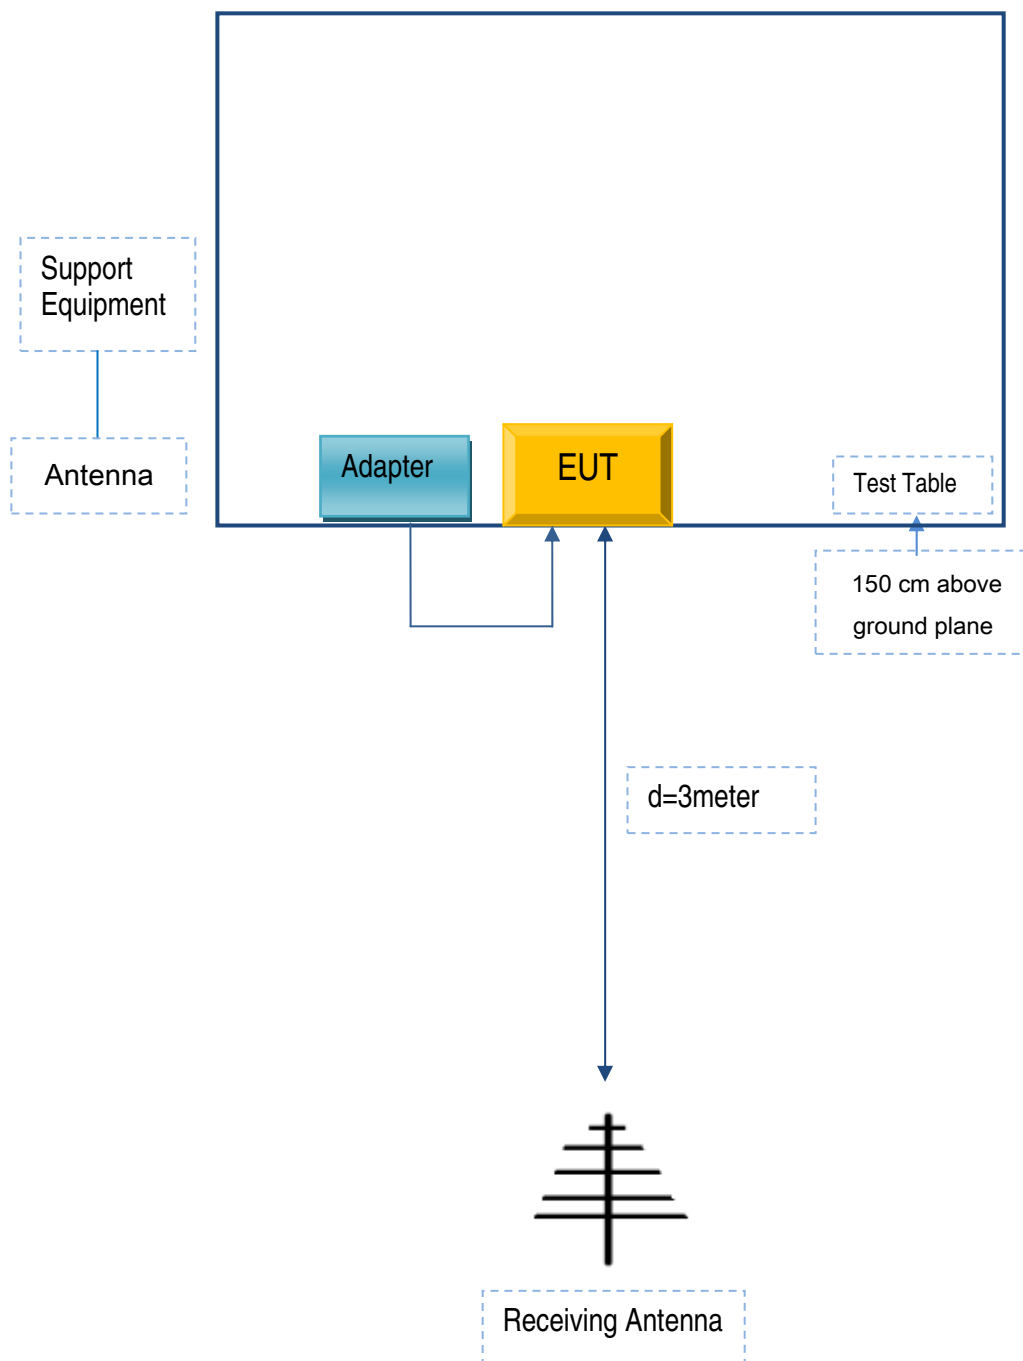 Support
Equipment
Antenna
Adapter
EUT
Test Table
150 cm above
ground plane
d=3meter
Receiving Antenna